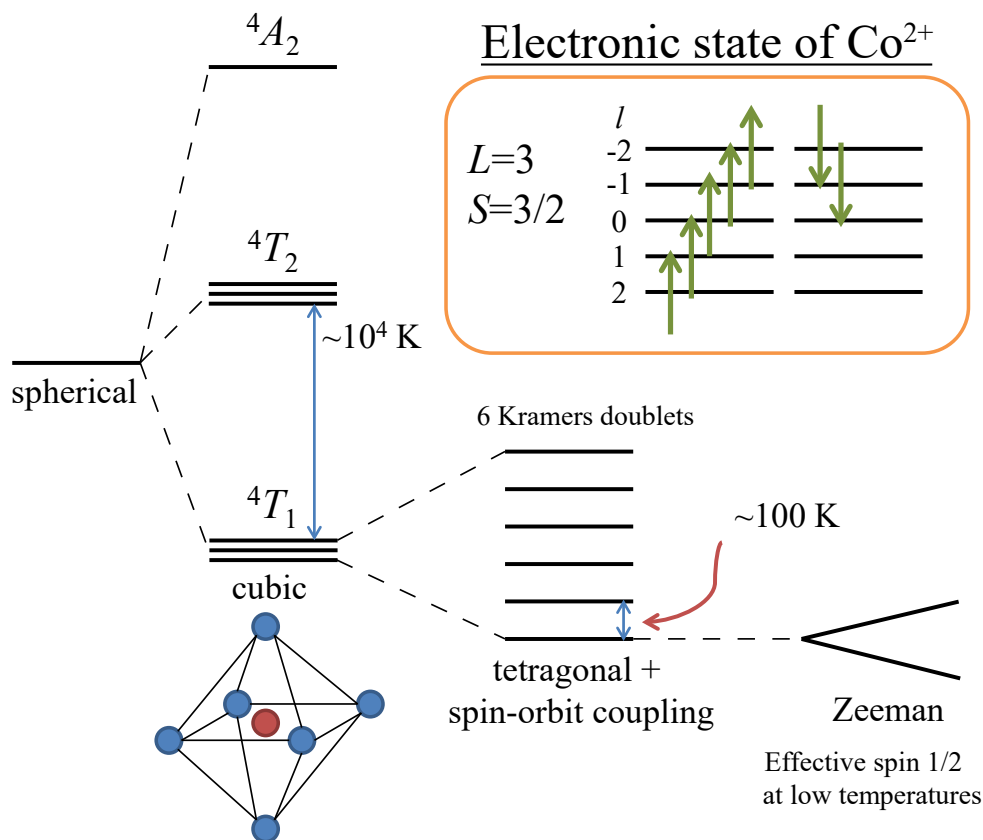 Electronic state of Co²⁺
⁴A₂
l
L=3
S=3/2
-2
-1
0
1
2
⁴T₂
~10⁴ K
spherical
⁴T₁
cubic
6 Kramers doublets
~100 K
tetragonal +
spin-orbit coupling
Zeeman
Effective spin 1/2
at low temperatures